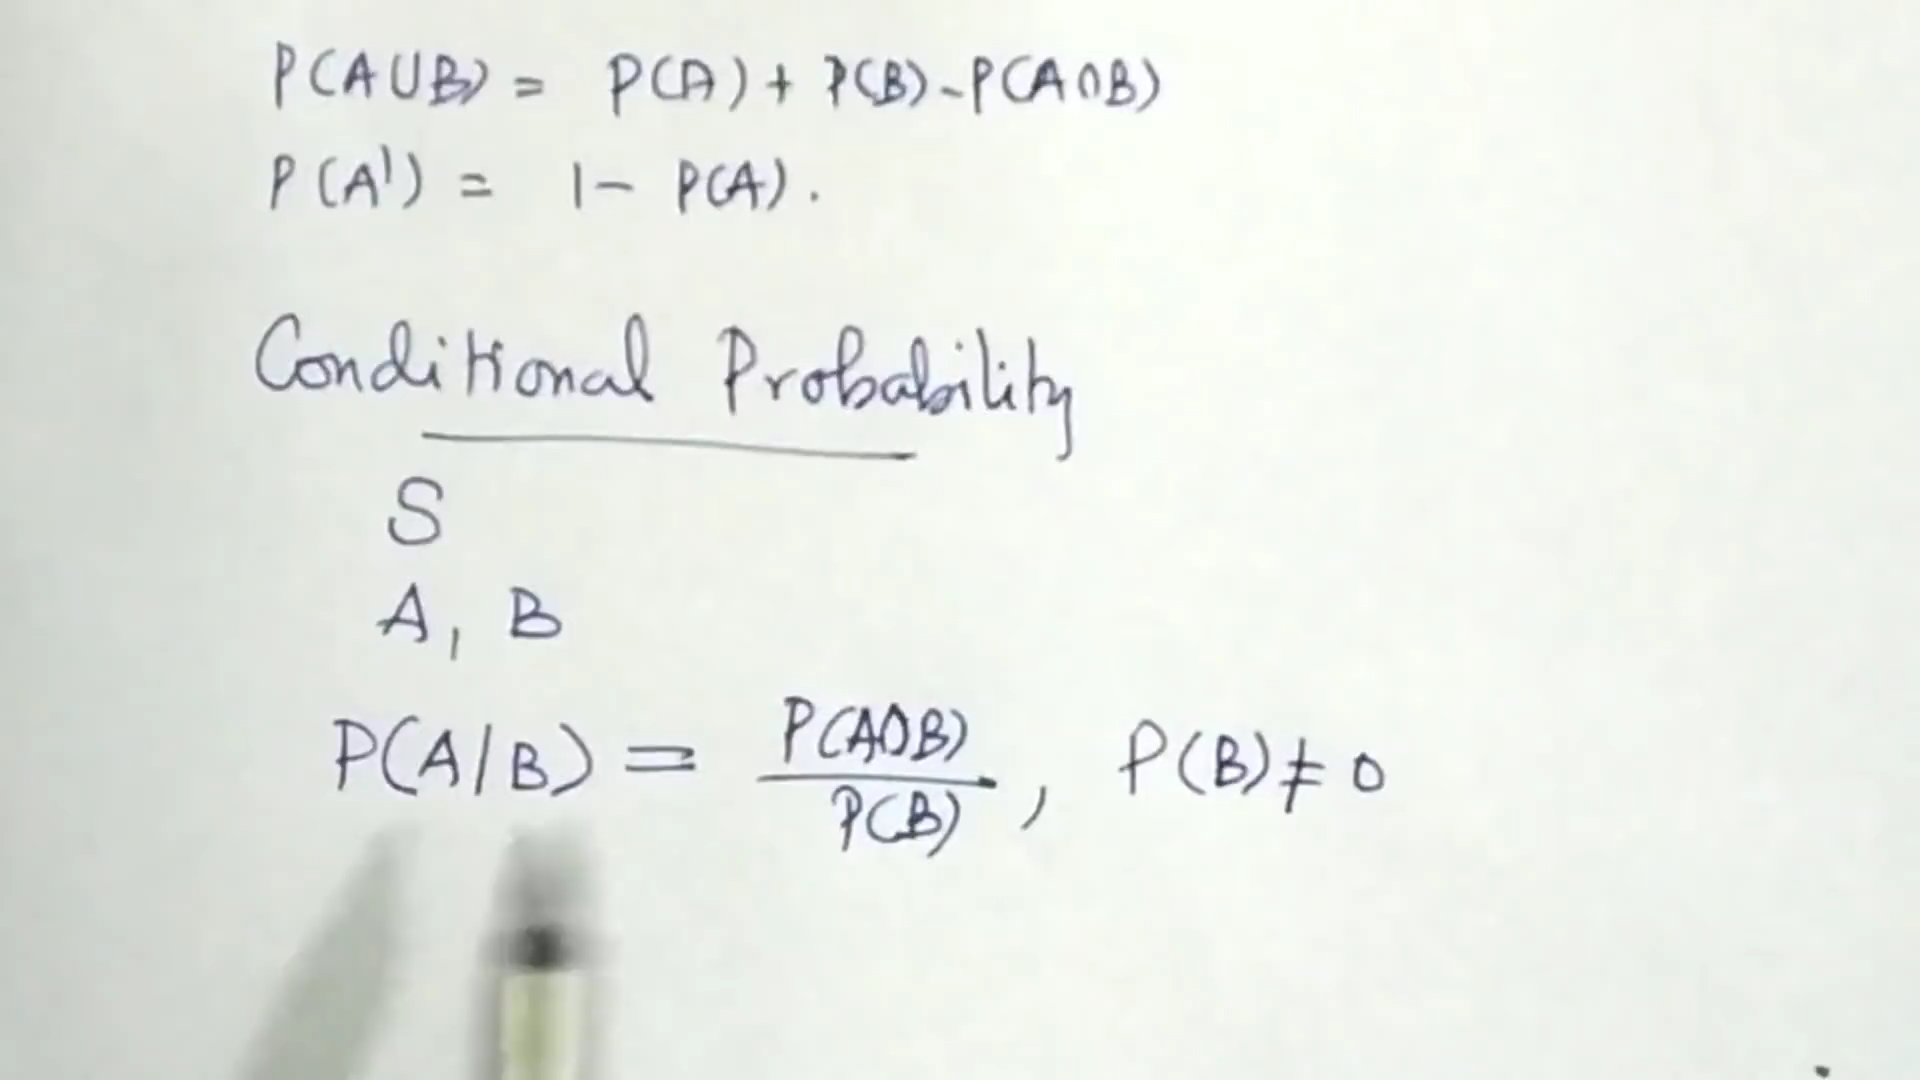 P(A∪B) = P(A) + P(B) - P(A∩B)
P(A') = 1 - P(A).
Conditional Probability
S
A, B
P(A/B) = P(A∩B) / P(B), P(B) ≠ 0